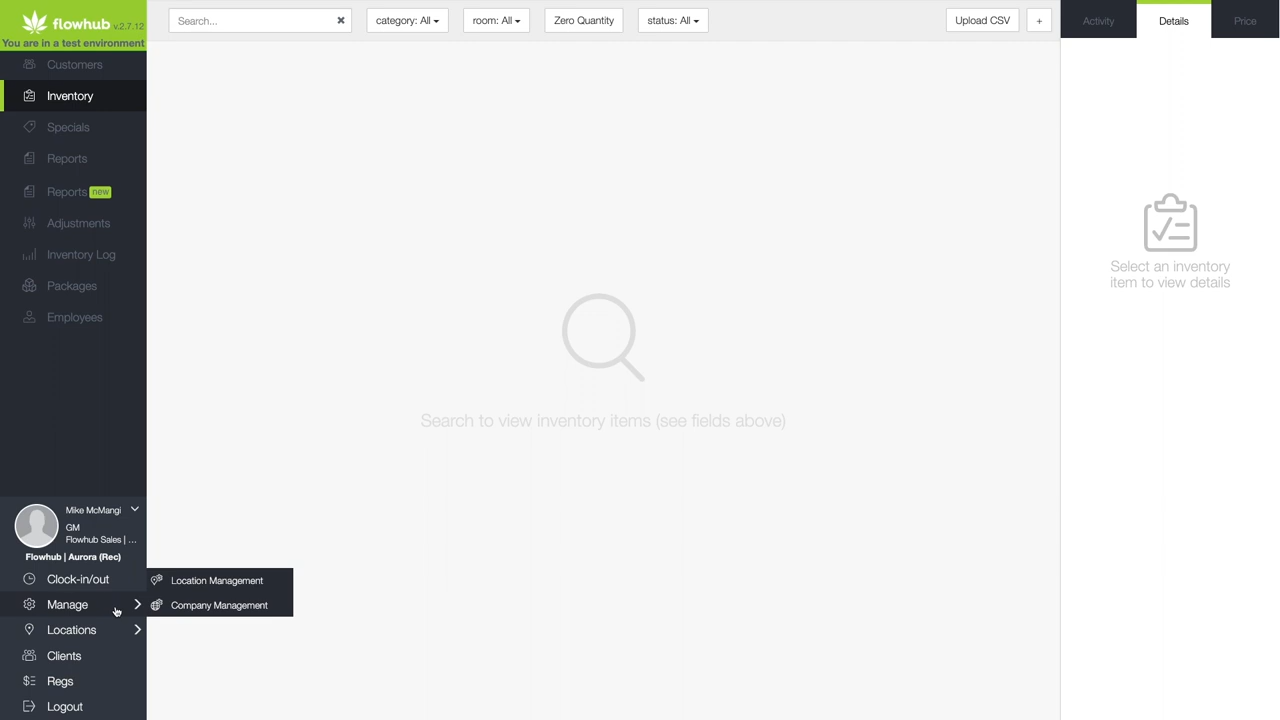 flowhub v.2.7.12
You are in a test environment
Customers
Inventory
Specials
Reports
Reports new
Adjustments
Inventory Log
Packages
Employees
Mike McMangi
GM
Flowhub Sales | ...
Flowhub | Aurora (Rec)
Clock-in/out
Manage
Locations
Clients
Regs
Logout
Location Management
Company Management
Search...
category: All
room: All
Zero Quantity
status: All
Upload CSV
+
Search to view inventory items (see fields above)
Activity
Details
Price
Select an inventory
item to view details